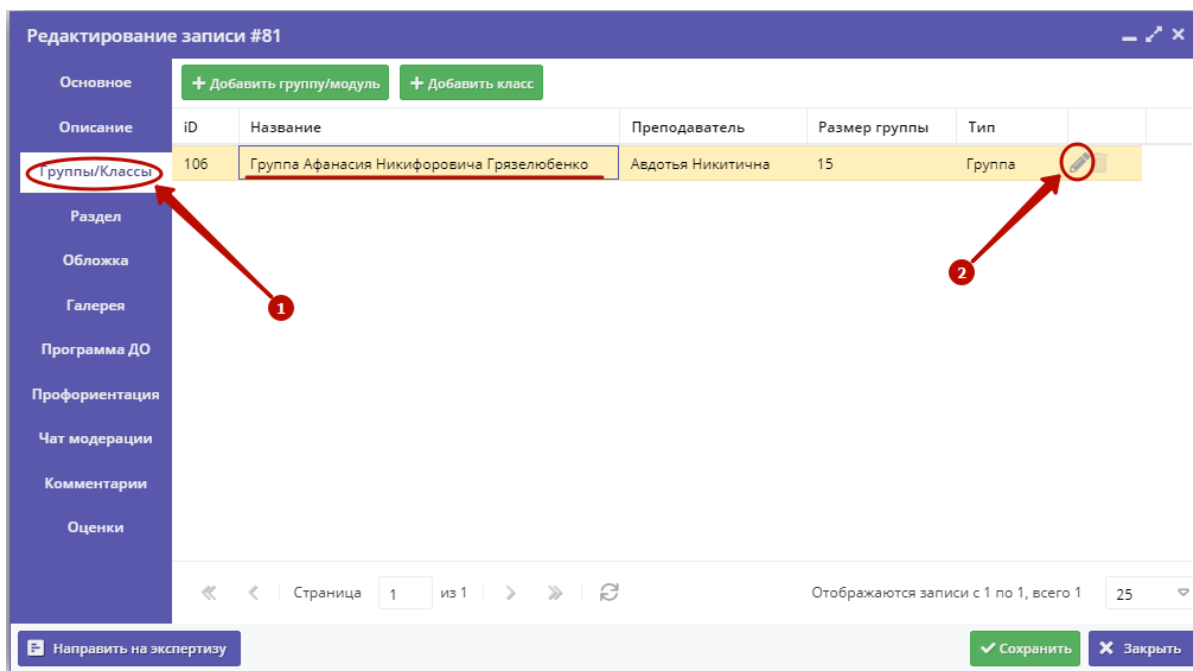 Редактирование записи #81
Основное
Описание
Группы/Классы
Раздел
Обложка
Галерея
Программа ДО
Профориентация
Чат модерации
Комментарии
Оценки
+ Добавить группу/модуль + Добавить класс
iD Название Преподаватель Размер группы Тип
106 Группа Афанасия Никифоровича Грязелюбенко Авдотья Никитична 15 Группа
1
2
Страница 1 из 1 Отображаются записи с 1 по 1, всего 1 25
Направить на экспертизу Сохранить Закрыть